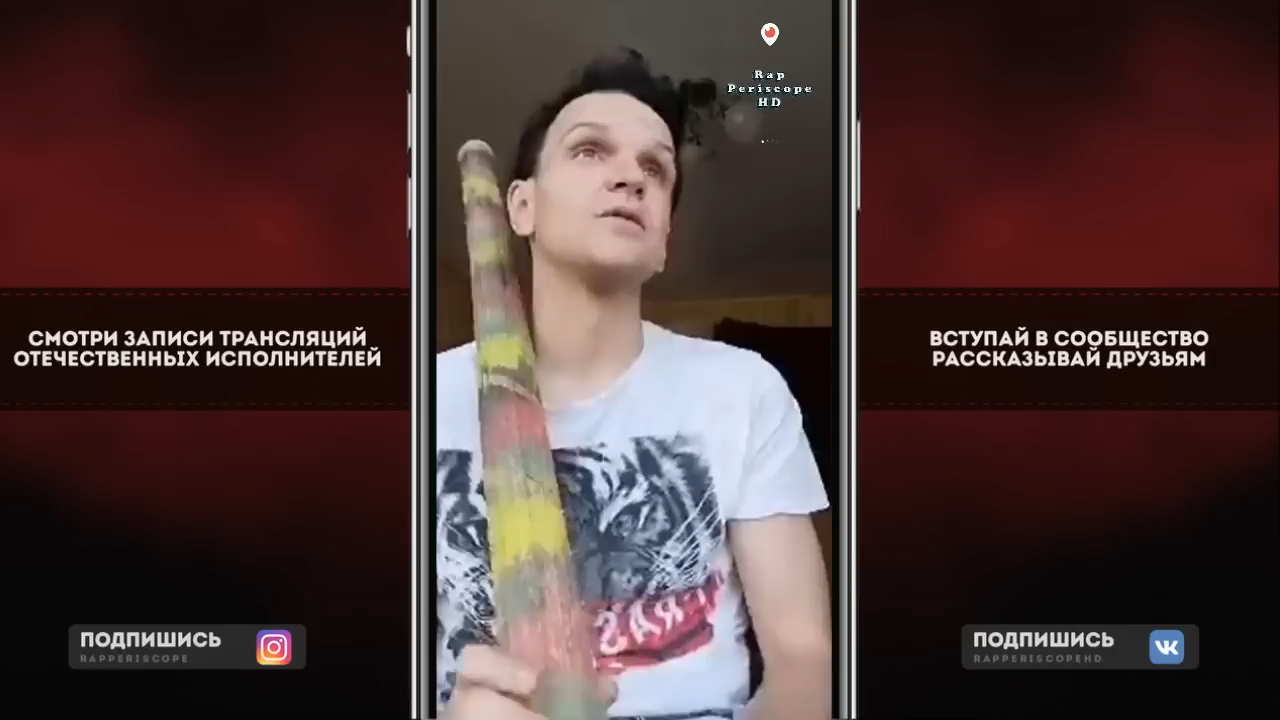 Rap
Periscope
HD
СМОТРИ ЗАПИСИ ТРАНСЛЯЦИЙ
ОТЕЧЕСТВЕННЫХ ИСПОЛНИТЕЛЕЙ
ВСТУПАЙ В СООБЩЕСТВО
РАССКАЗЫВАЙ ДРУЗЬЯМ
ПОДПИШИСЬ
RAPPERISCOPE
ПОДПИШИСЬ
RAPPERISCOPEHD